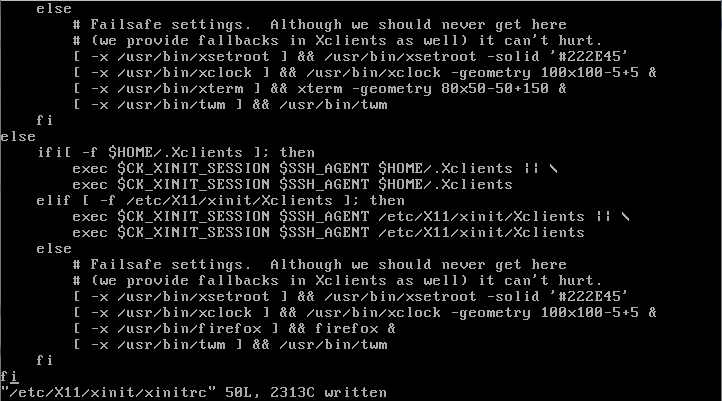 else
        # Failsafe settings.  Although we should never get here
        # (we provide fallbacks in Xclients as well) it can't hurt.
        [ -x /usr/bin/xsetroot ] && /usr/bin/xsetroot -solid '#222E45'
        [ -x /usr/bin/xclock ] && /usr/bin/xclock -geometry 100x100-5+5 &
        [ -x /usr/bin/xterm ] && xterm -geometry 80x50-50+150 &
        [ -x /usr/bin/twm ] && /usr/bin/twm
    fi
else
    ifi[ -f $HOME/.Xclients ]; then
        exec $CK_XINIT_SESSION $SSH_AGENT $HOME/.Xclients || \
        exec $CK_XINIT_SESSION $SSH_AGENT $HOME/.Xclients
    elif [ -f /etc/X11/xinit/Xclients ]; then
        exec $CK_XINIT_SESSION $SSH_AGENT /etc/X11/xinit/Xclients || \
        exec $CK_XINIT_SESSION $SSH_AGENT /etc/X11/xinit/Xclients
    else
        # Failsafe settings.  Although we should never get here
        # (we provide fallbacks in Xclients as well) it can't hurt.
        [ -x /usr/bin/xsetroot ] && /usr/bin/xsetroot -solid '#222E45'
        [ -x /usr/bin/xclock ] && /usr/bin/xclock -geometry 100x100-5+5 &
        [ -x /usr/bin/firefox ] && firefox &
        [ -x /usr/bin/twm ] && /usr/bin/twm
    fi
fi
"/etc/X11/xinit/xinitrc" 50L, 2313C written